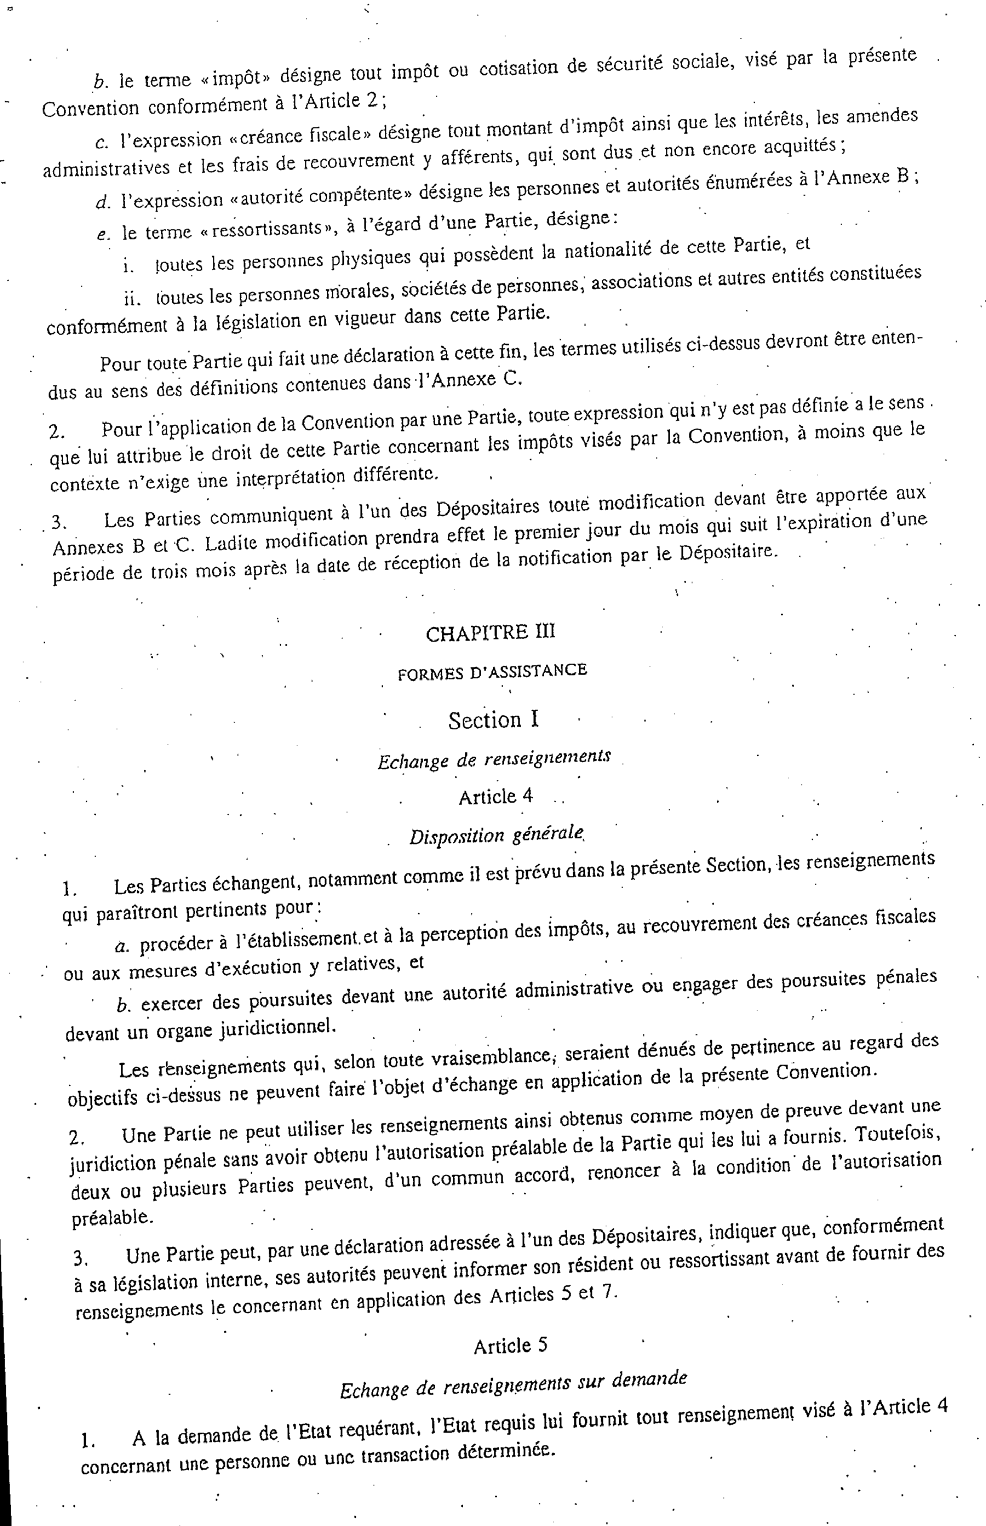 b. le terme «impôt» désigne tout impôt ou cotisation de sécurité sociale, visé par la présente
Convention conformément à l'Article 2;
c. l'expression «créance fiscale» désigne tout montant d'impôt ainsi que les intérêts, les amendes
administratives et les frais de recouvrement y afférents, qui sont dus et non encore acquittés;
d. l'expression «autorité compétente» désigne les personnes et autorités énumérées à l'Annexe B;
e. le terme «ressortissants», à l'égard d'une Partie, désigne:
i. toutes les personnes physiques qui possèdent la nationalité de cette Partie, et
ii. toutes les personnes morales, sociétés de personnes, associations et autres entités constituées
conformément à la législation en vigueur dans cette Partie.
Pour toute Partie qui fait une déclaration à cette fin, les termes utilisés ci-dessus devront être enten-
dus au sens des définitions contenues dans l'Annexe C.
2. Pour l'application de la Convention par une Partie, toute expression qui n'y est pas définie a le sens
que lui attribue le droit de cette Partie concernant les impôts visés par la Convention, à moins que le
contexte n'exige une interprétation différente.
3. Les Parties communiquent à l'un des Dépositaires toute modification devant être apportée aux
Annexes B et C. Ladite modification prendra effet le premier jour du mois qui suit l'expiration d'une
période de trois mois après la date de réception de la notification par le Dépositaire.
CHAPITRE III
FORMES D'ASSISTANCE
Section I
Echange de renseignements
Article 4
Disposition générale
1. Les Parties échangent, notamment comme il est prévu dans la présente Section, les renseignements
qui paraîtront pertinents pour:
a. procéder à l'établissement et à la perception des impôts, au recouvrement des créances fiscales
ou aux mesures d'exécution y relatives, et
b. exercer des poursuites devant une autorité administrative ou engager des poursuites pénales
devant un organe juridictionnel.
Les renseignements qui, selon toute vraisemblance, seraient dénués de pertinence au regard des
objectifs ci-dessus ne peuvent faire l'objet d'échange en application de la présente Convention.
2. Une Partie ne peut utiliser les renseignements ainsi obtenus comme moyen de preuve devant une
juridiction pénale sans avoir obtenu l'autorisation préalable de la Partie qui les lui a fournis. Toutefois,
deux ou plusieurs Parties peuvent, d'un commun accord, renoncer à la condition de l'autorisation
préalable.
3. Une Partie peut, par une déclaration adressée à l'un des Dépositaires, indiquer que, conformément
à sa législation interne, ses autorités peuvent informer son résident ou ressortissant avant de fournir des
renseignements le concernant en application des Articles 5 et 7.
Article 5
Echange de renseignements sur demande
1. A la demande de l'Etat requérant, l'Etat requis lui fournit tout renseignement visé à l'Article 4
concernant une personne ou une transaction déterminée.